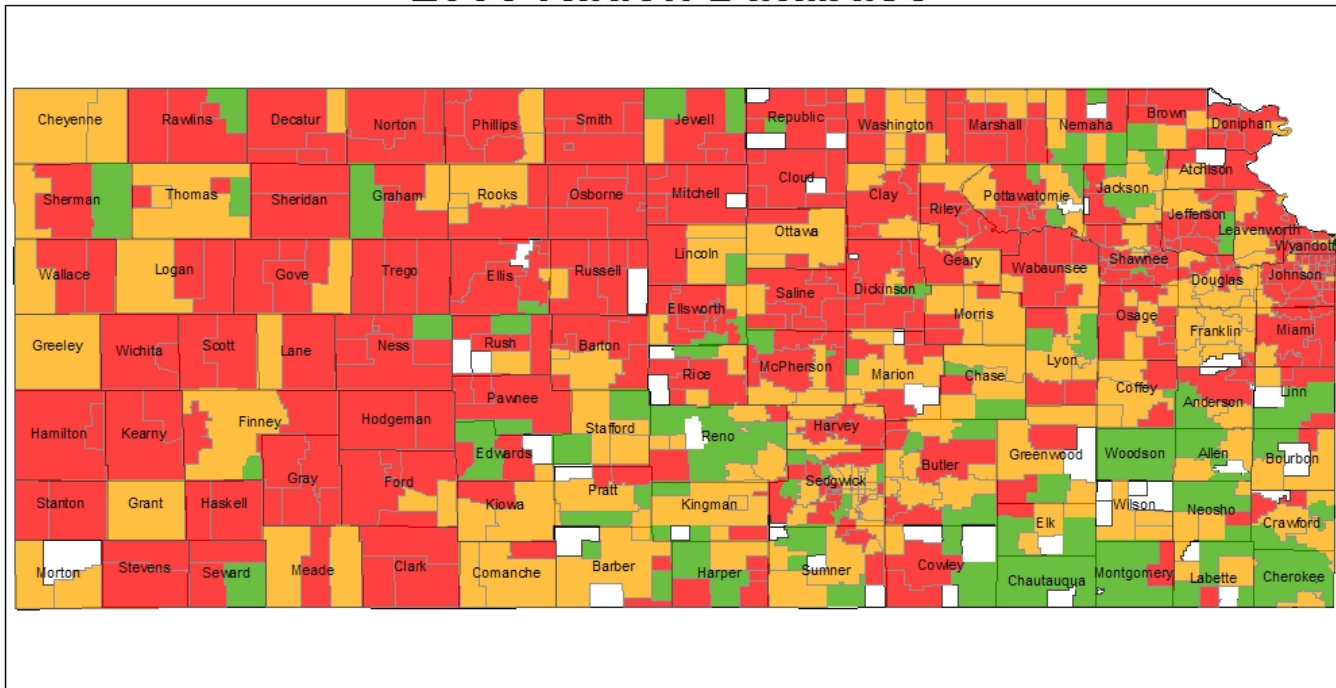 Cheyenne Rawlins Decatur Norton Phillips Smith Jewell Republic Washington Marshall Nemaha Brown Doniphan
Sherman Thomas Sheridan Graham Rooks Osborne Mitchell Cloud Clay Riley Pottawatomie Jackson Atchison
Jefferson Leavenworth Wyandott
Wallace Logan Gove Trego Ellis Russell Lincoln Ottawa Saline Dickinson Geary Wabaunsee Shawnee Douglas Johnson
Greeley Wichita Scott Lane Ness Rush Barton Ellsworth Rice McPherson Marion Morris Chase Lyon Osage Coffey Franklin Miami
Hamilton Kearny Finney Hodgeman Pawnee Edwards Stafford Reno Harvey Butler Greenwood Woodson Anderson Allen Linn Bourbon
Stanton Grant Haskell Gray Ford Kiowa Pratt Kingman Sedgwick Elk Wilson Neosho Crawford
Morton Stevens Seward Meade Clark Comanche Barber Harper Sumner Cowley Chautauqua Montgomery Labette Cherokee